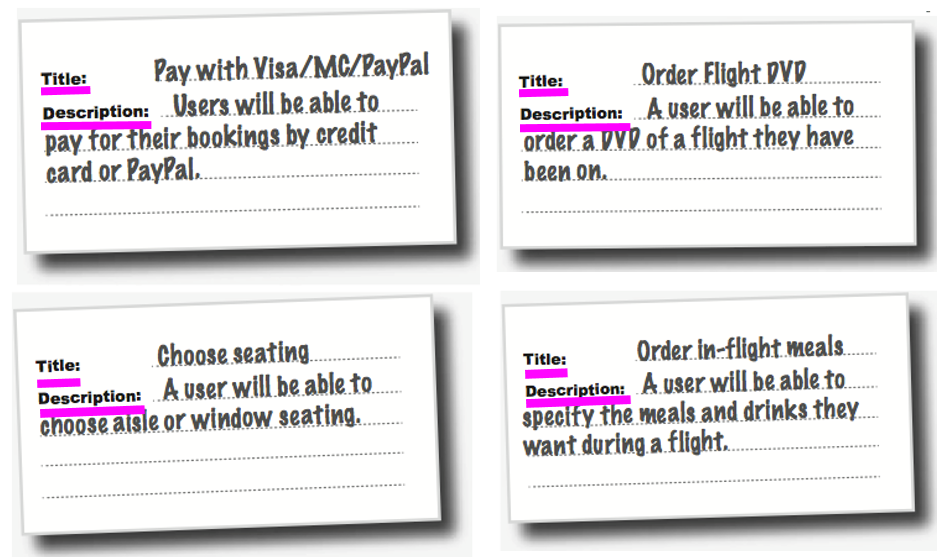 Title: Pay with Visa/MC/PayPal
Description: Users will be able to
pay for their bookings by credit
card or PayPal.
Title: Order Flight DVD
Description: A user will be able to
order a DVD of a flight they have
been on.
Title: Choose seating
Description: A user will be able to
choose aisle or window seating.
Title: Order in-flight meals
Description: A user will be able to
specify the meals and drinks they
want during a flight.